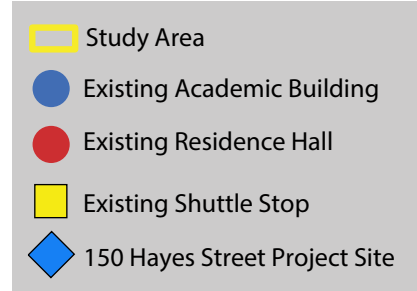 Study Area
Existing Academic Building
Existing Residence Hall
Existing Shuttle Stop
150 Hayes Street Project Site